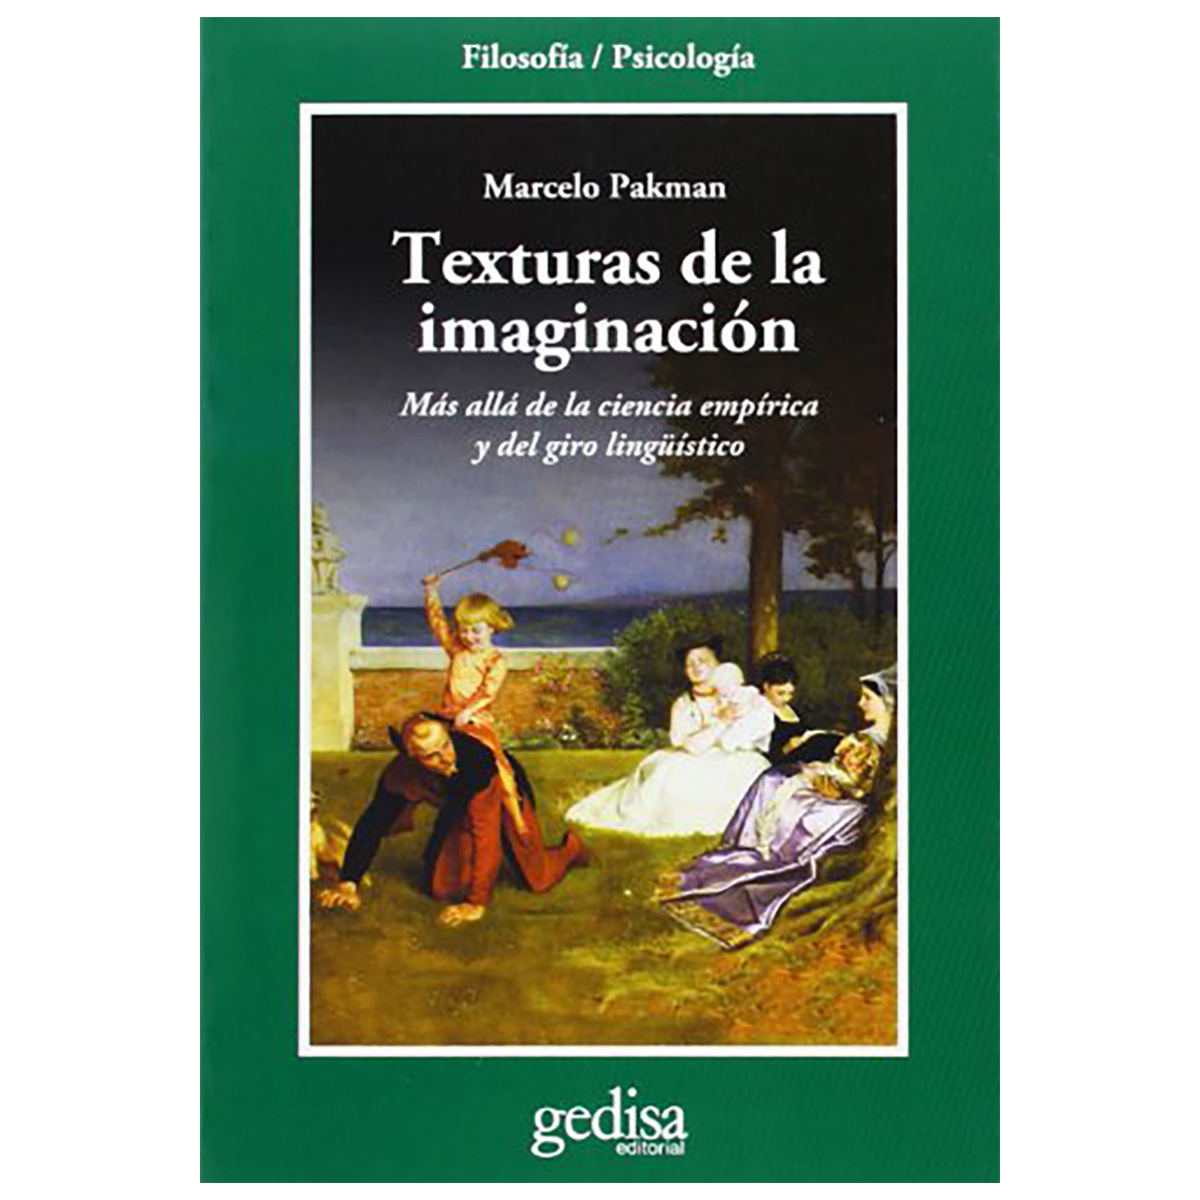 Filosofía / Psicología
Marcelo Pakman
Texturas de la
imaginación
Más allá de la ciencia empírica
y del giro lingüístico
gedisa
editorial